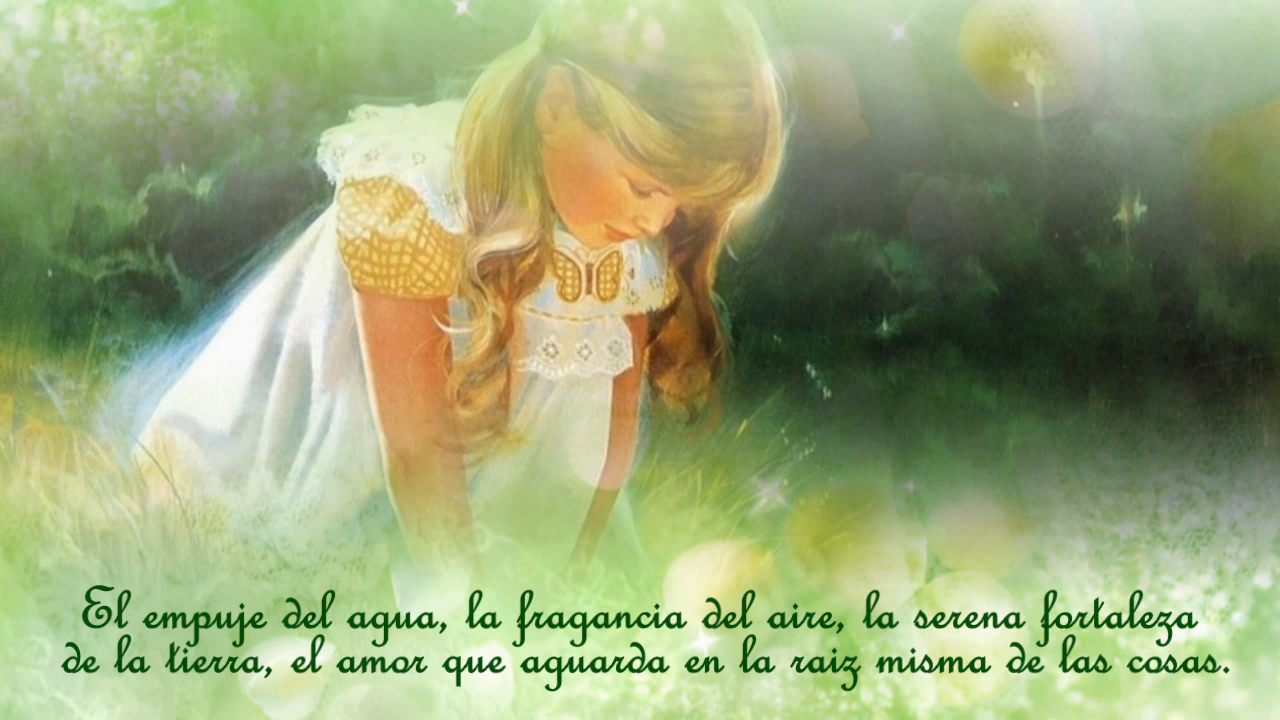 El empuje del agua, la fragancia del aire, la serena fortaleza
de la tierra, el amor que aguarda en la raiz misma de las cosas.